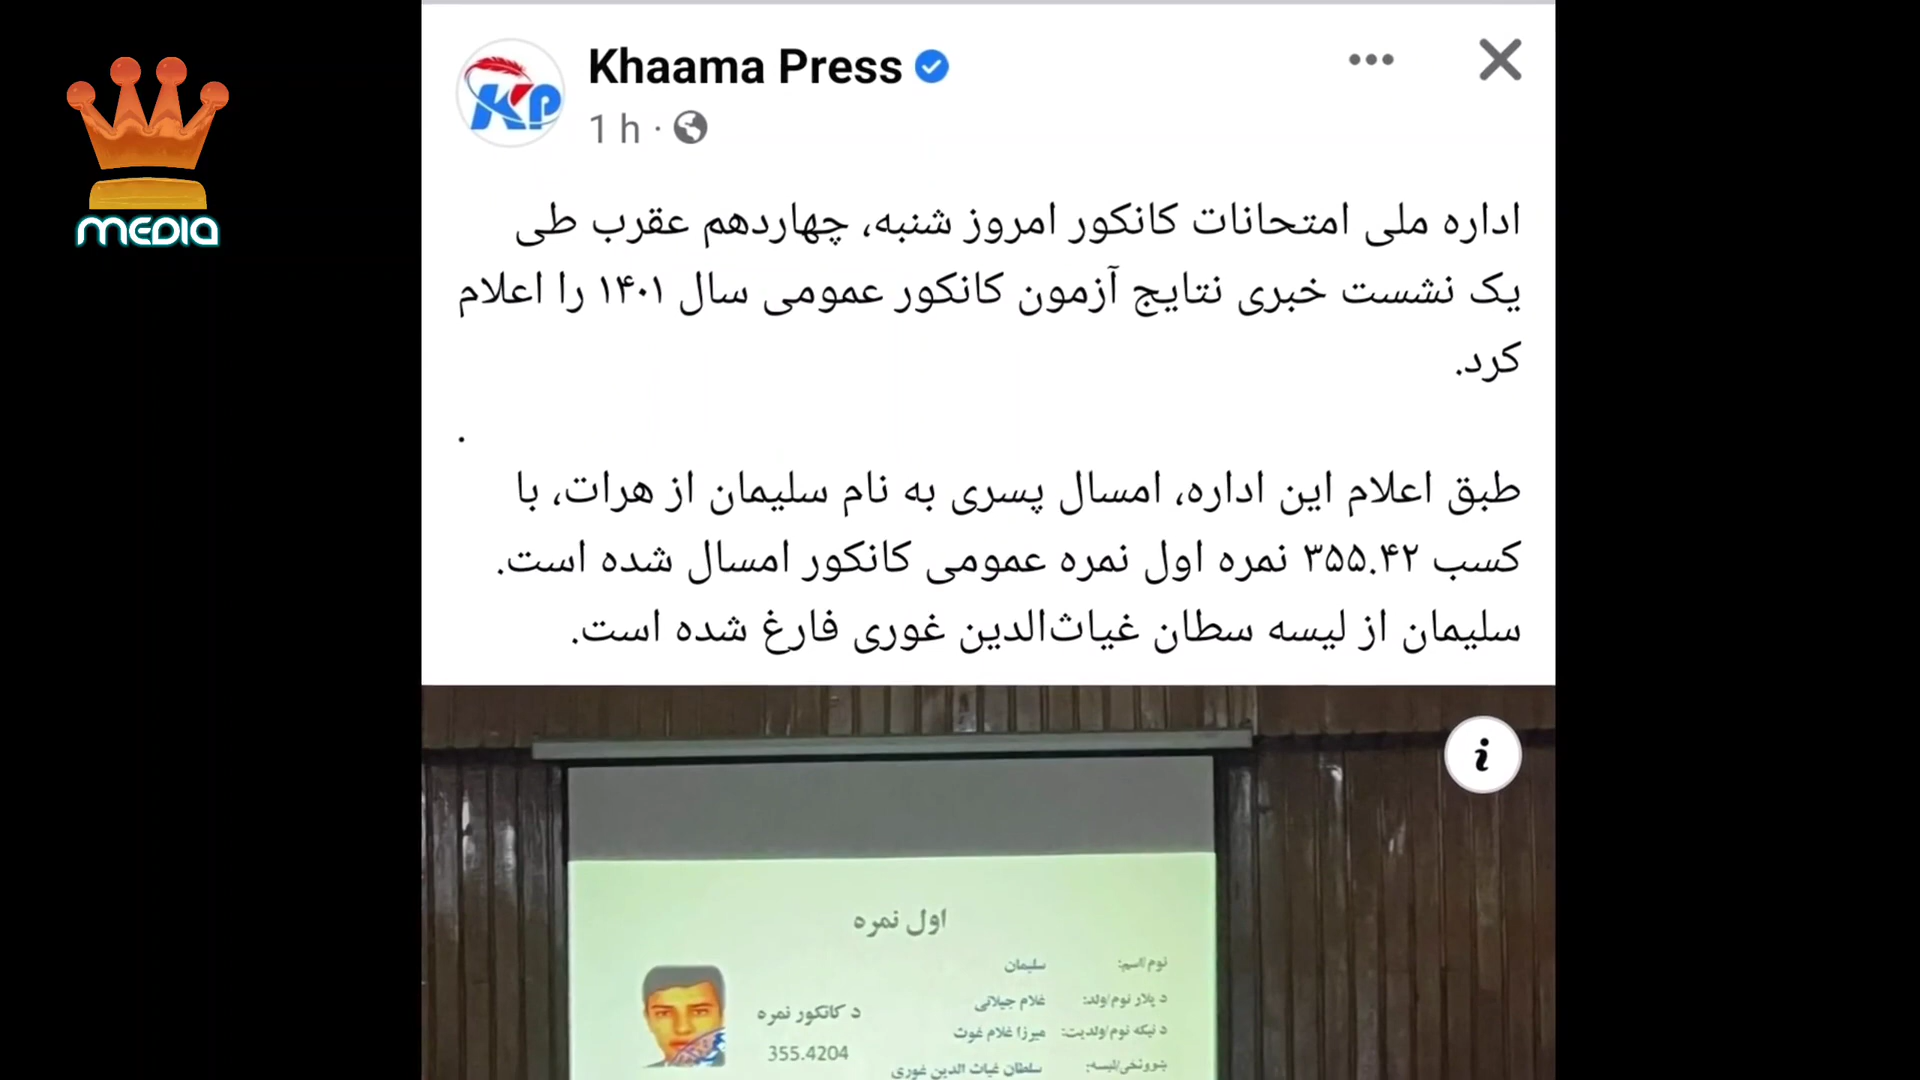 MEDIA
KP
Khaama Press
1 h ·
اداره ملی امتحانات کانکور امروز شنبه، چهاردهم عقرب طی
یک نشست خبری نتایج آزمون کانکور عمومی سال ۱۴۰۱ را اعلام
کرد.
.
طبق اعلام این اداره، امسال پسری به نام سلیمان از هرات، با
کسب ۳۵۵.۴۲ نمره اول نمره عمومی کانکور امسال شده است.
سلیمان از لیسه سطان غیاث‌الدین غوری فارغ شده است.
i
اول نمره
نوم/اسم: سلیمان
د پلار نوم/ولد: غلام جیلانی
د نیکه نوم/ولدیت: میرزا غلام غوث
ښوونځی/لیسه: سلطان غیاث الدین غوری
د کانکور نمره
355.4204